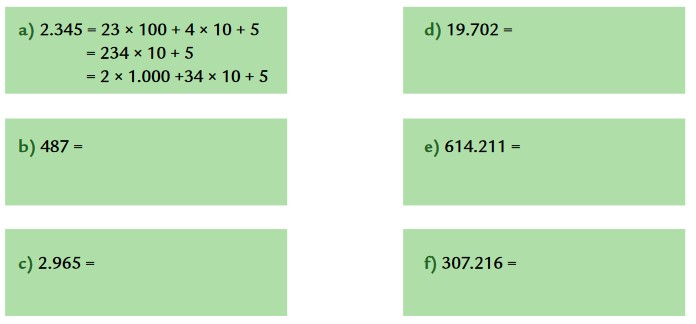 a) 2.345 = 23 × 100 + 4 × 10 + 5
= 234 × 10 + 5
= 2 × 1.000 +34 × 10 + 5
b) 487 =
c) 2.965 =
d) 19.702 =
e) 614.211 =
f) 307.216 =